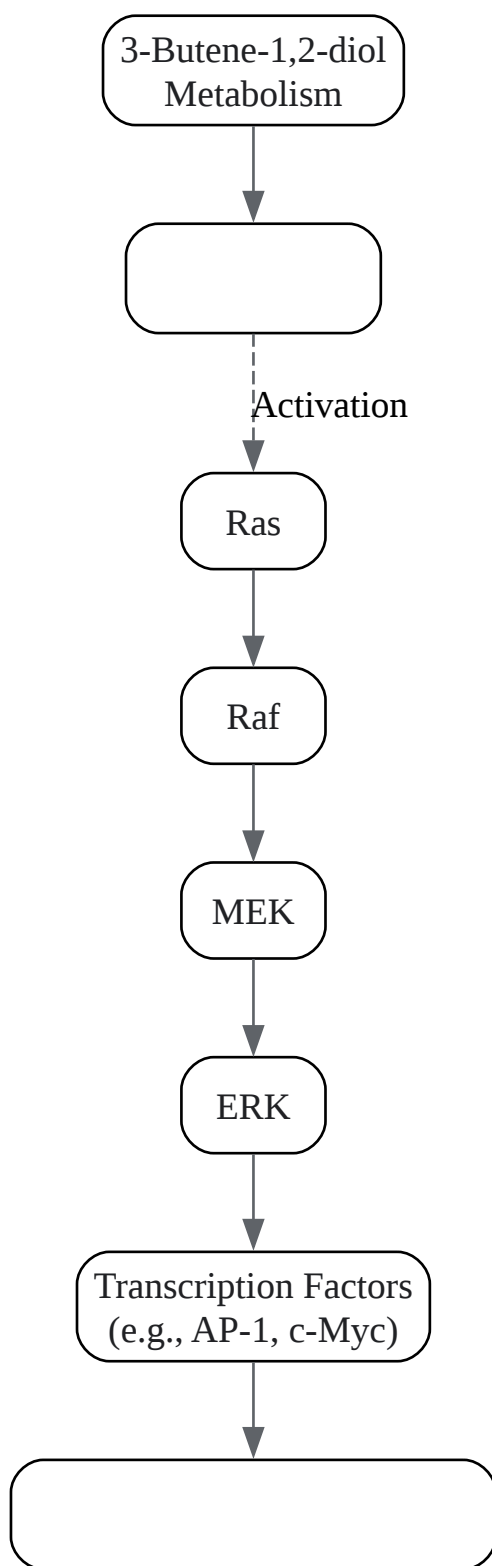 3-Butene-1,2-diol
Metabolism
Activation
Ras
Raf
MEK
ERK
Transcription Factors
(e.g., AP-1, c-Myc)